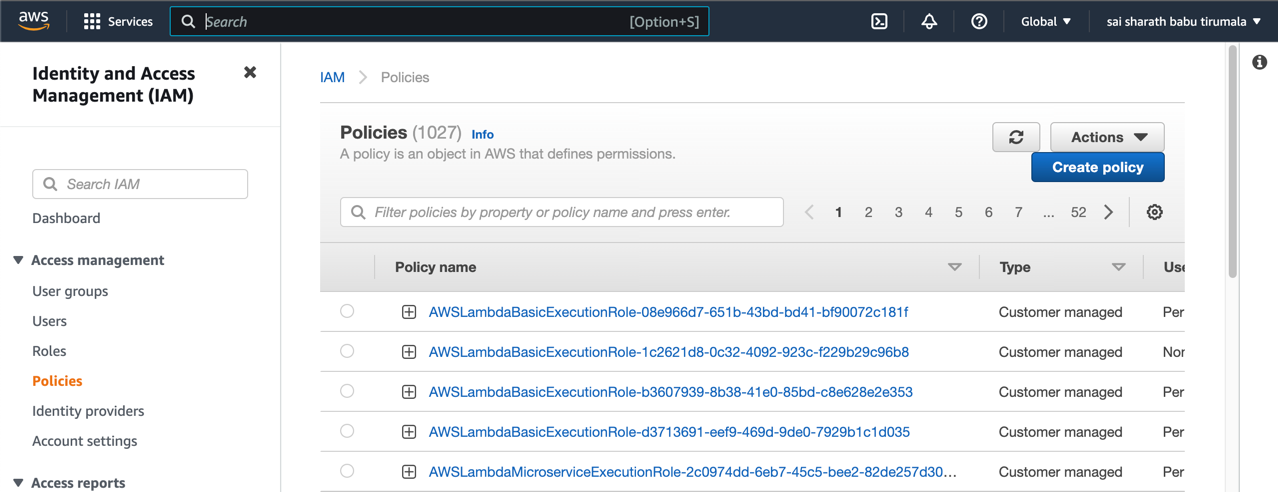 aws
Services
Search
[Option+S]
Global
sai sharath babu tirumala
Identity and Access
Management (IAM)
Search IAM
Dashboard
Access management
User groups
Users
Roles
Policies
Identity providers
Account settings
Access reports
IAM
Policies
Policies (1027) Info
A policy is an object in AWS that defines permissions.
Actions
Create policy
Filter policies by property or policy name and press enter.
1 2 3 4 5 6 7 ... 52
Policy name Type Use
AWSLambdaBasicExecutionRole-08e966d7-651b-43bd-bd41-bf90072c181f Customer managed Per
AWSLambdaBasicExecutionRole-1c2621d8-0c32-4092-923c-f229b29c96b8 Customer managed Nor
AWSLambdaBasicExecutionRole-b3607939-8b38-41e0-85bd-c8e628e2e353 Customer managed Per
AWSLambdaBasicExecutionRole-d3713691-eef9-469d-9de0-7929b1c1d035 Customer managed Per
AWSLambdaMicroserviceExecutionRole-2c0974dd-6eb7-45c5-bee2-82de257d30... Customer managed Per